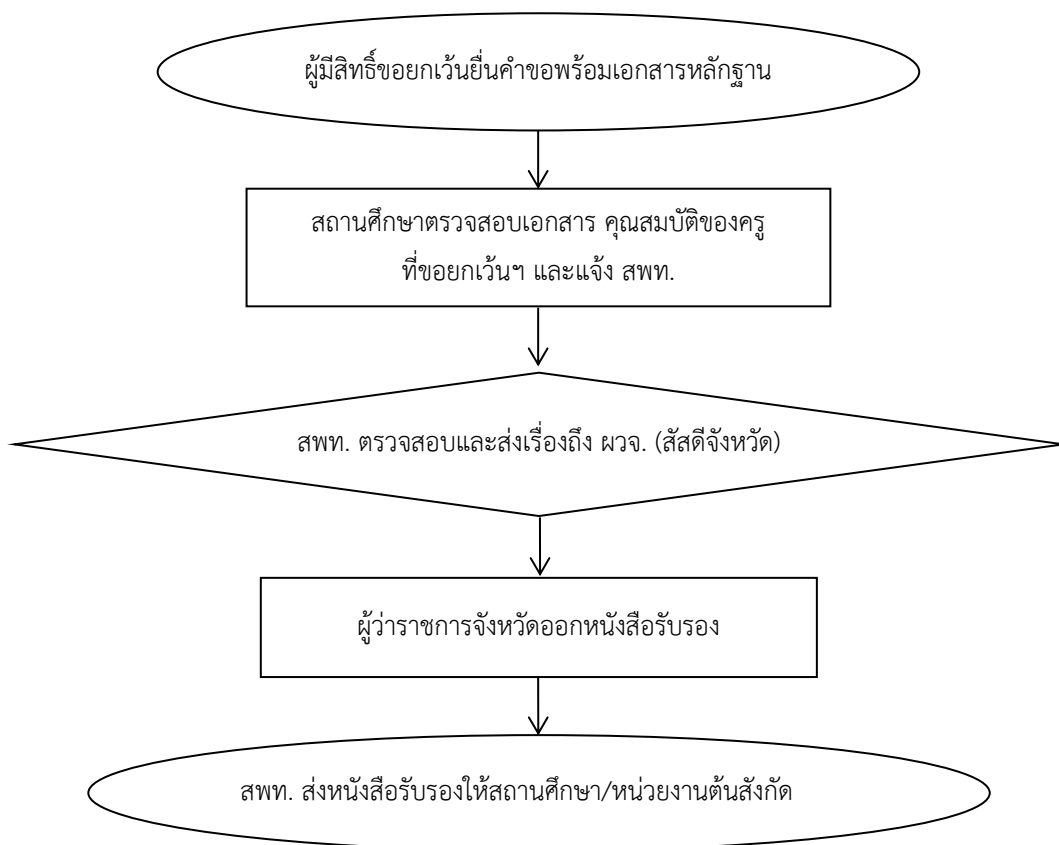 ผู้มีสิทธิ์ขอยกเว้นยื่นคำขอพร้อมเอกสารหลักฐาน
สถานศึกษาตรวจสอบเอกสาร คุณสมบัติของครู
ที่ขอยกเว้นฯ และแจ้ง สพท.
สพท. ตรวจสอบและส่งเรื่องถึง ผวจ. (สัสดีจังหวัด)
ผู้ว่าราชการจังหวัดออกหนังสือรับรอง
สพท. ส่งหนังสือรับรองให้สถานศึกษา/หน่วยงานต้นสังกัด